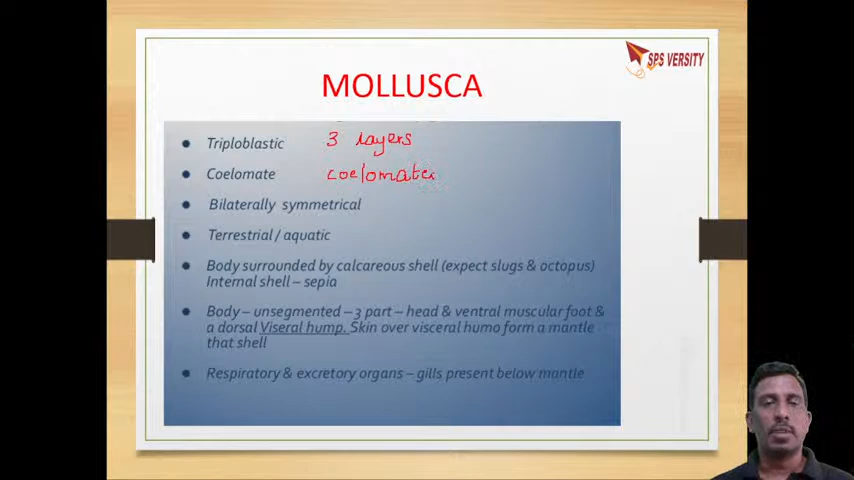 SPS VERSITY
MOLLUSCA
Triploblastic 3 layers
Coelomate coelomates
Bilaterally symmetrical
Terrestrial / aquatic
Body surrounded by calcareous shell (expect slugs & octopus)
Internal shell – sepia
Body – unsegmented – 3 part – head & ventral muscular foot &
a dorsal Viseral hump. Skin over visceral humo form a mantle
that shell
Respiratory & excretory organs – gills present below mantle